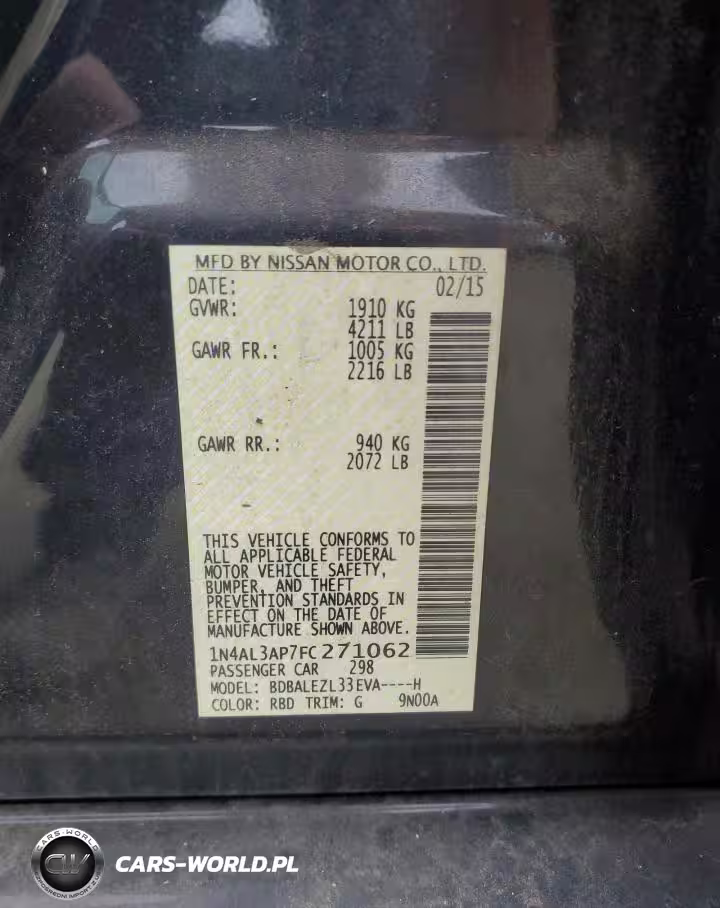 MFD BY NISSAN MOTOR CO., LTD.
DATE: 02/15
GVWR: 1910 KG
4211 LB
GAWR FR.: 1005 KG
2216 LB
GAWR RR.: 940 KG
2072 LB
THIS VEHICLE CONFORMS TO
ALL APPLICABLE FEDERAL
MOTOR VEHICLE SAFETY,
BUMPER, AND THEFT
PREVENTION STANDARDS IN
EFFECT ON THE DATE OF
MANUFACTURE SHOWN ABOVE.
1N4AL3AP7FC271062
PASSENGER CAR 298
MODEL: BDBALEZL33EVA----H
COLOR: RBD TRIM: G 9N00A
CARS-WORLD
CW
CARS-WORLD.PL